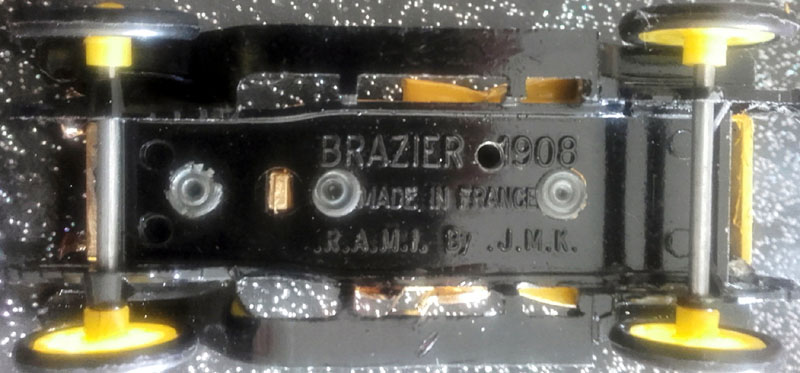 BRAZIER 1908
MADE IN FRANCE
.R.A.M.I. By .J.M.K.